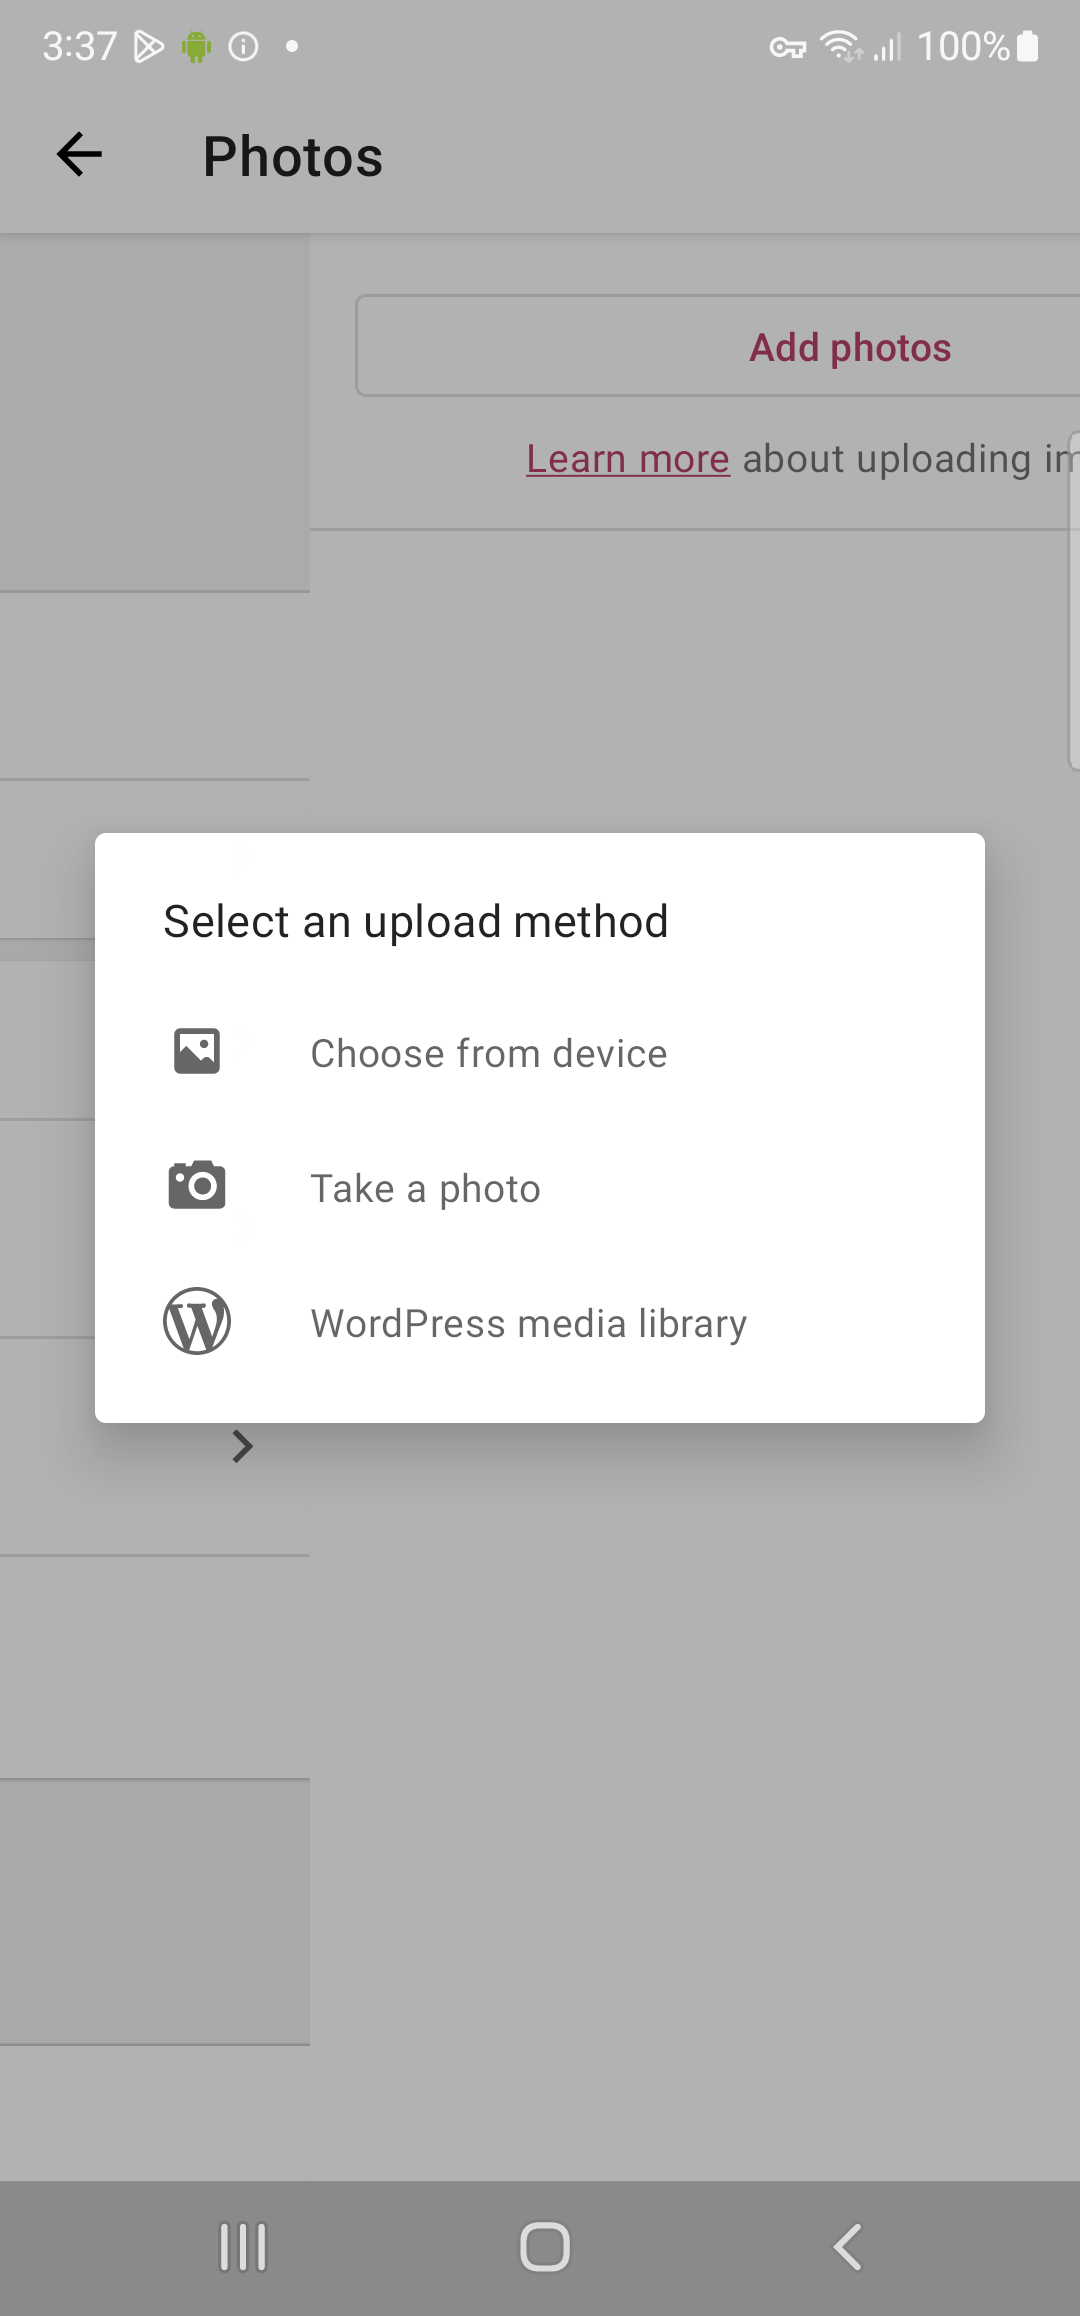 3:37
100%
Photos
Add photos
Learn more about uploading
Select an upload method
Choose from device
Take a photo
WordPress media library